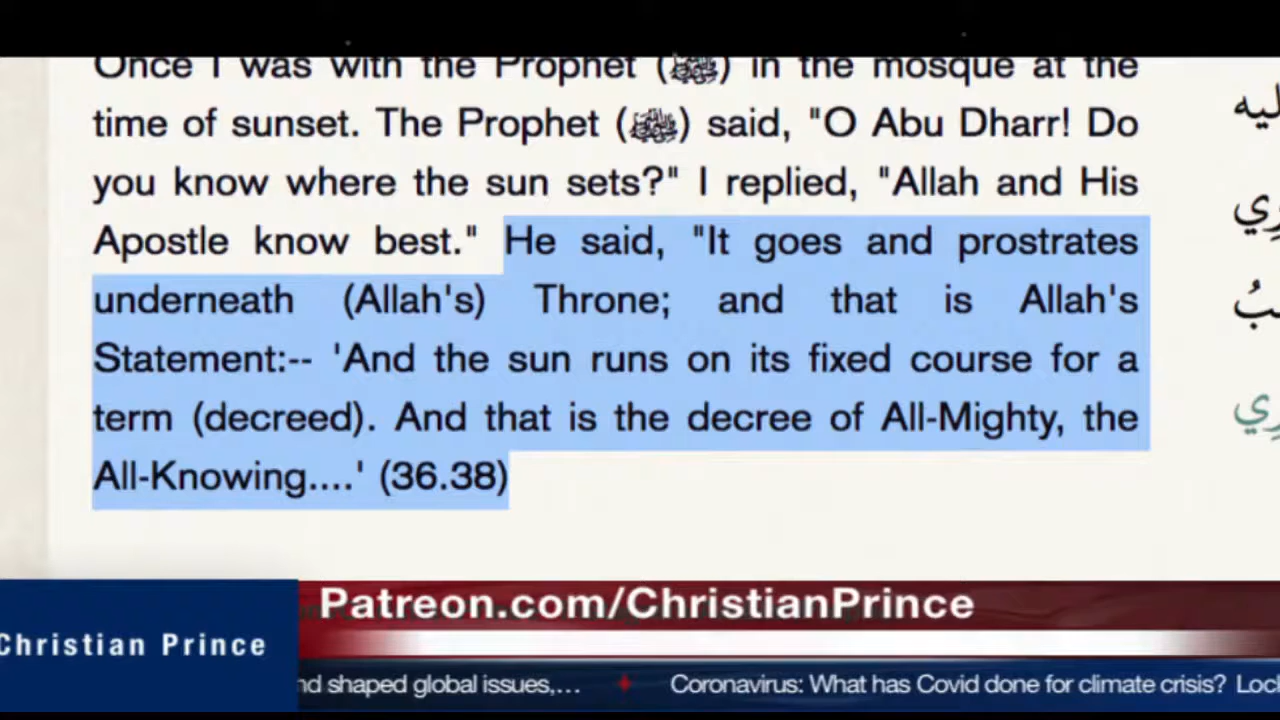 Once I was with the Prophet (ﷺ) in the mosque at the
time of sunset. The Prophet (ﷺ) said, "O Abu Dharr! Do
you know where the sun sets?" I replied, "Allah and His
Apostle know best." He said, "It goes and prostrates
underneath (Allah's) Throne; and that is Allah's
Statement:-- 'And the sun runs on its fixed course for a
term (decreed). And that is the decree of All-Mighty, the
All-Knowing....' (36.38)
Patreon.com/ChristianPrince
Christian Prince
shaped global issues,... Coronavirus: What has Covid done for climate crisis?